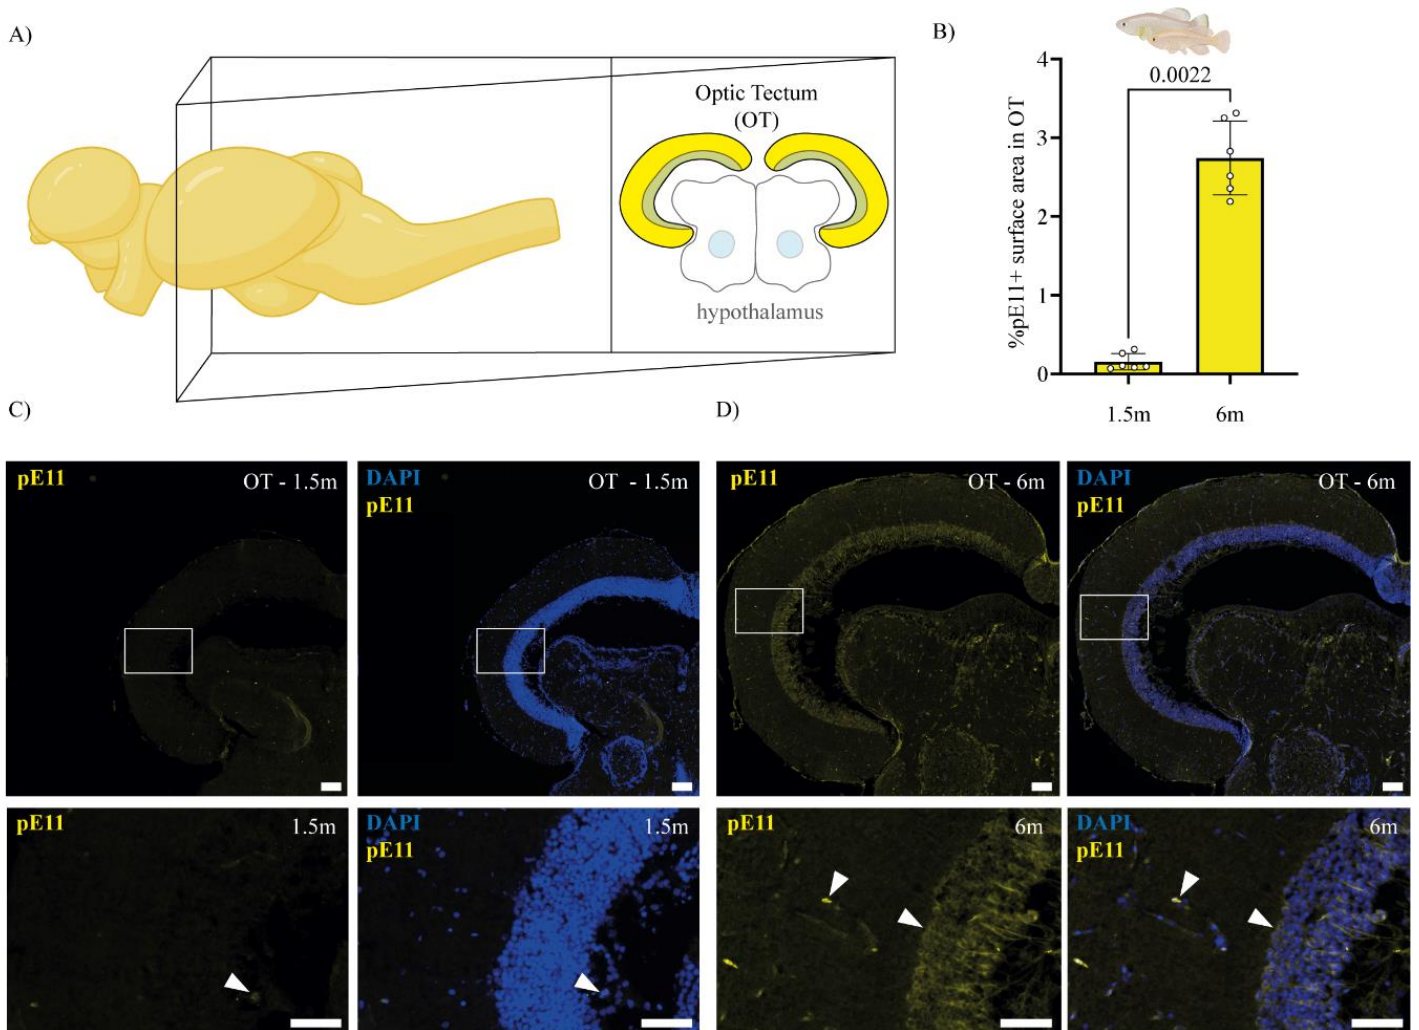 A)
Optic Tectum
(OT)
hypothalamus
B)
%pE11+ surface area in OT
4
3
2
1
0
0.0022
1.5m
6m
C)
pE11
OT - 1.5m
DAPI
pE11
OT - 1.5m
pE11
1.5m
DAPI
pE11
1.5m
D)
pE11
OT - 6m
DAPI
pE11
OT - 6m
pE11
6m
DAPI
pE11
6m